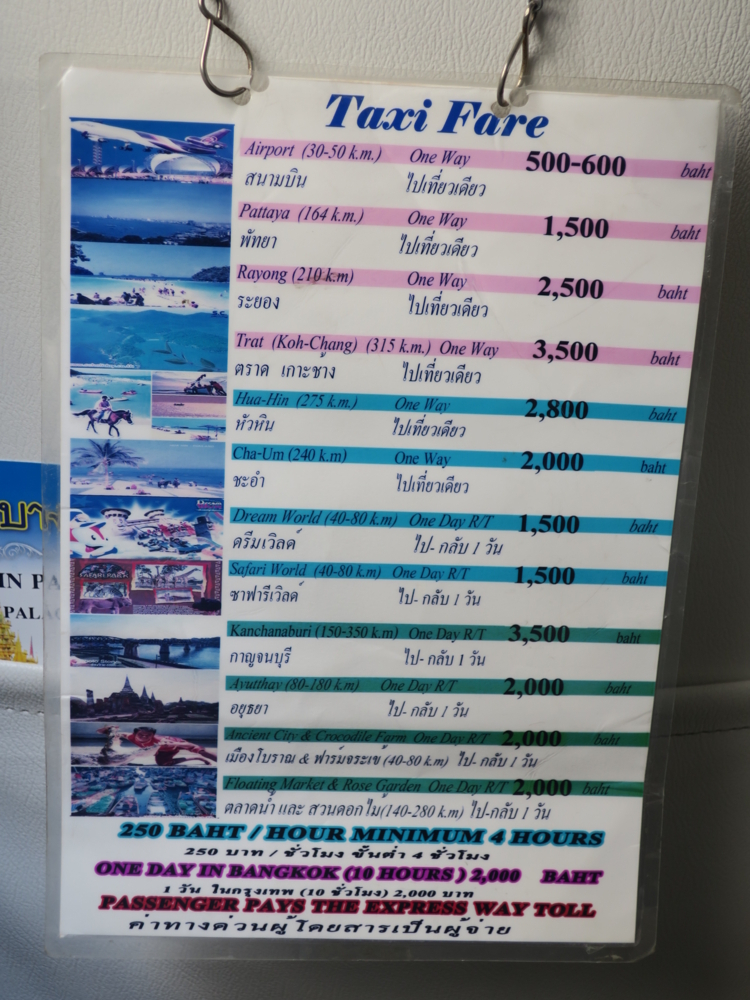 Taxi Fare
Airport (30-50 k.m.) One Way 500-600 baht
สนามบิน ไปเที่ยวเดียว
Pattaya (164 k.m.) One Way 1,500 baht
พัทยา ไปเที่ยวเดียว
Rayong (210 k.m) One Way 2,500 baht
ระยอง ไปเที่ยวเดียว
Trat (Koh-Chang) (315 k.m.) One Way 3,500 baht
ตราด เกาะช้าง ไปเที่ยวเดียว
Hua-Hin (275 k.m.) One Way 2,800 baht
หัวหิน ไปเที่ยวเดียว
Cha-Um (240 k.m) One Way 2,000 baht
ชะอำ ไปเที่ยวเดียว
Dream World (40-80 k.m) One Day R/T 1,500 baht
ดรีมเวิลด์ ไป- กลับ 1 วัน
Safari World (40-80 k.m.) One Day R/T 1,500 baht
ซาฟารีเวิลด์ ไป- กลับ 1 วัน
Kanchanaburi (150-350 k.m) One Day R/T 3,500 baht
กาญจนบุรี ไป- กลับ 1 วัน
Ayutthay (80-180 k.m) One Day R/T 2,000 baht
อยุธยา ไป- กลับ 1 วัน
Ancient City & Crocodile Farm One Day R/T 2,000 baht
เมืองโบราณ & ฟาร์มจระเข้ (40-80 k.m) ไป- กลับ 1 วัน
Floating Market & Rose Garden One Day R/T 2,000 baht
ตลาดน้ำ และ สวนดอกไม้(140-280 k.m) ไป-กลับ 1 วัน
250 BAHT / HOUR MINIMUM 4 HOURS
250 บาท / ชั่วโมง ขั้นต่ำ 4 ชั่วโมง
ONE DAY IN BANGKOK (10 HOURS ) 2,000 BAHT
1 วัน ในกรุงเทพ (10 ชั่วโมง) 2,000 บาท
PASSENGER PAYS THE EXPRESS WAY TOLL
ค่าทางด่วนผู้โดยสารเป็นผู้จ่าย